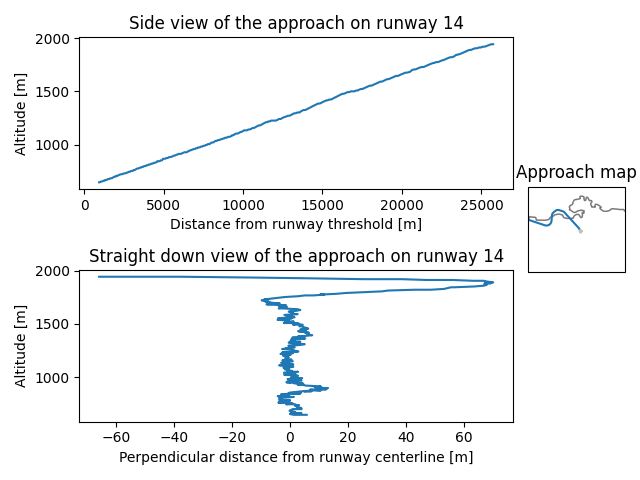 Side view of the approach on runway 14
Altitude [m]
2000
1500
1000
0 5000 10000 15000 20000 25000
Distance from runway threshold [m]
Approach map
Straight down view of the approach on runway 14
Altitude [m]
2000
1500
1000
−60 −40 −20 0 20 40 60
Perpendicular distance from runway centerline [m]